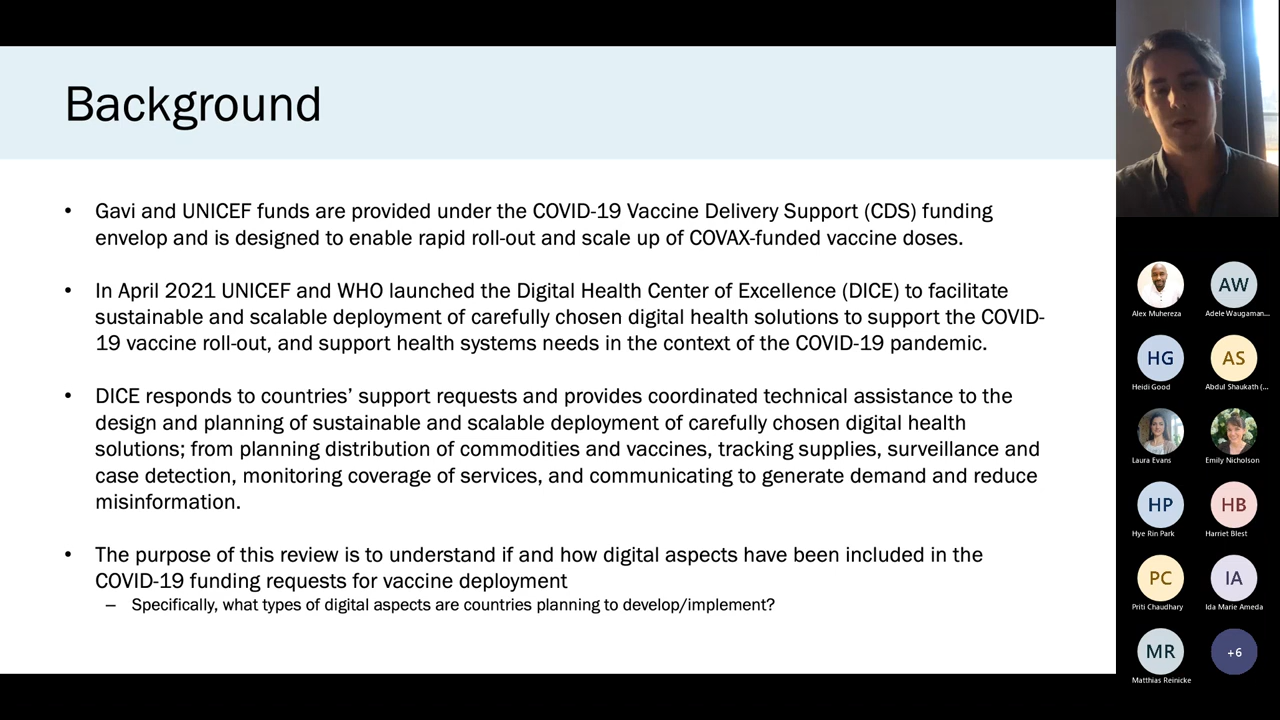 Background
• Gavi and UNICEF funds are provided under the COVID-19 Vaccine Delivery Support (CDS) funding
envelop and is designed to enable rapid roll-out and scale up of COVAX-funded vaccine doses.
• In April 2021 UNICEF and WHO launched the Digital Health Center of Excellence (DICE) to facilitate
sustainable and scalable deployment of carefully chosen digital health solutions to support the COVID-
19 vaccine roll-out, and support health systems needs in the context of the COVID-19 pandemic.
• DICE responds to countries’ support requests and provides coordinated technical assistance to the
design and planning of sustainable and scalable deployment of carefully chosen digital health
solutions; from planning distribution of commodities and vaccines, tracking supplies, surveillance and
case detection, monitoring coverage of services, and communicating to generate demand and reduce
misinformation.
• The purpose of this review is to understand if and how digital aspects have been included in the
COVID-19 funding requests for vaccine deployment
– Specifically, what types of digital aspects are countries planning to develop/implement?
Alex Muhereza
AW
Adele Waugaman...
HG
Heidi Good
AS
Abdul Shaukath (...
Laura Evans
Emily Nicholson
HP
Hye Rin Park
HB
Harriet Blest
PC
Priti Chaudhary
IA
Ida Marie Ameda
MR
Matthias Reinicke
+6